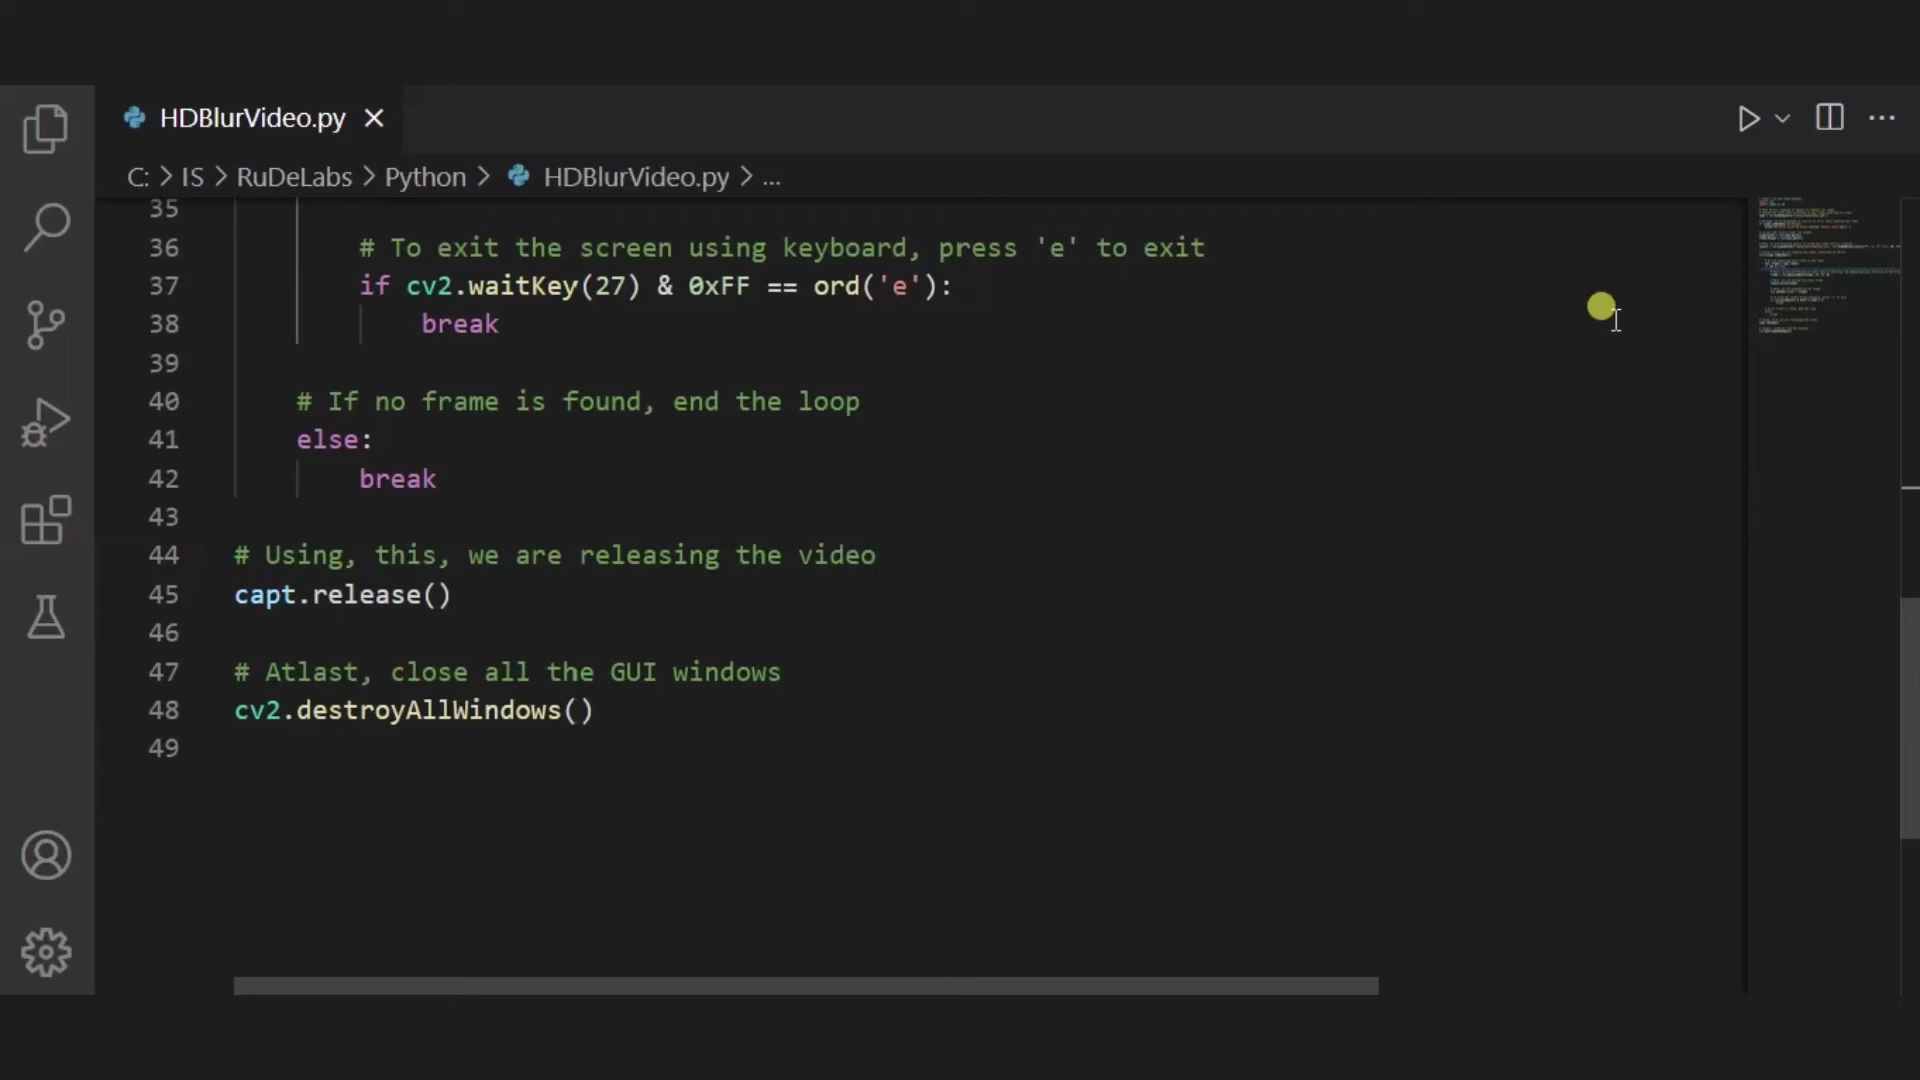 HDBlurVideo.py
C: > IS > RuDeLabs > Python > HDBlurVideo.py > ...
35
36 # To exit the screen using keyboard, press 'e' to exit
37 if cv2.waitKey(27) & 0xFF == ord('e'):
38 break
39
40 # If no frame is found, end the loop
41 else:
42 break
43
44 # Using, this, we are releasing the video
45 capt.release()
46
47 # Atlast, close all the GUI windows
48 cv2.destroyAllWindows()
49